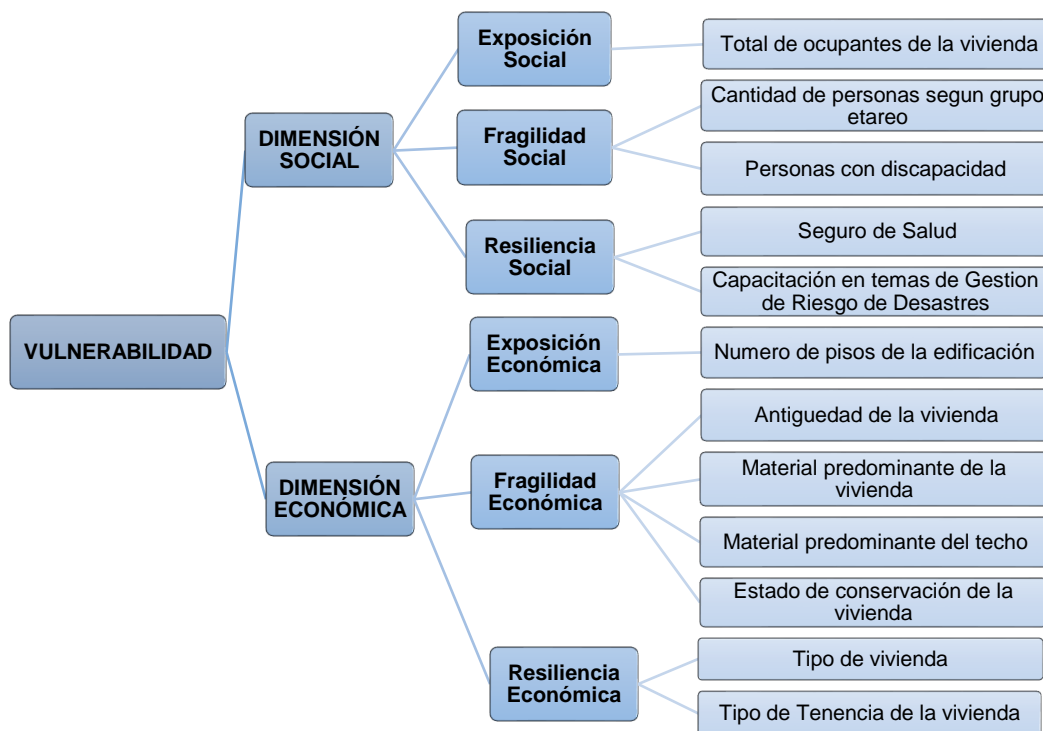 VULNERABILIDAD
DIMENSIÓN
SOCIAL
Exposición
Social
Total de ocupantes de la vivienda
Fragilidad
Social
Cantidad de personas segun grupo
etareo
Personas con discapacidad
Resiliencia
Social
Seguro de Salud
Capacitación en temas de Gestion
de Riesgo de Desastres
DIMENSIÓN
ECONÓMICA
Exposición
Económica
Numero de pisos de la edificación
Fragilidad
Económica
Antiguedad de la vivienda
Material predominante de la
vivienda
Material predominante del techo
Estado de conservación de la
vivienda
Resiliencia
Económica
Tipo de vivienda
Tipo de Tenencia de la vivienda